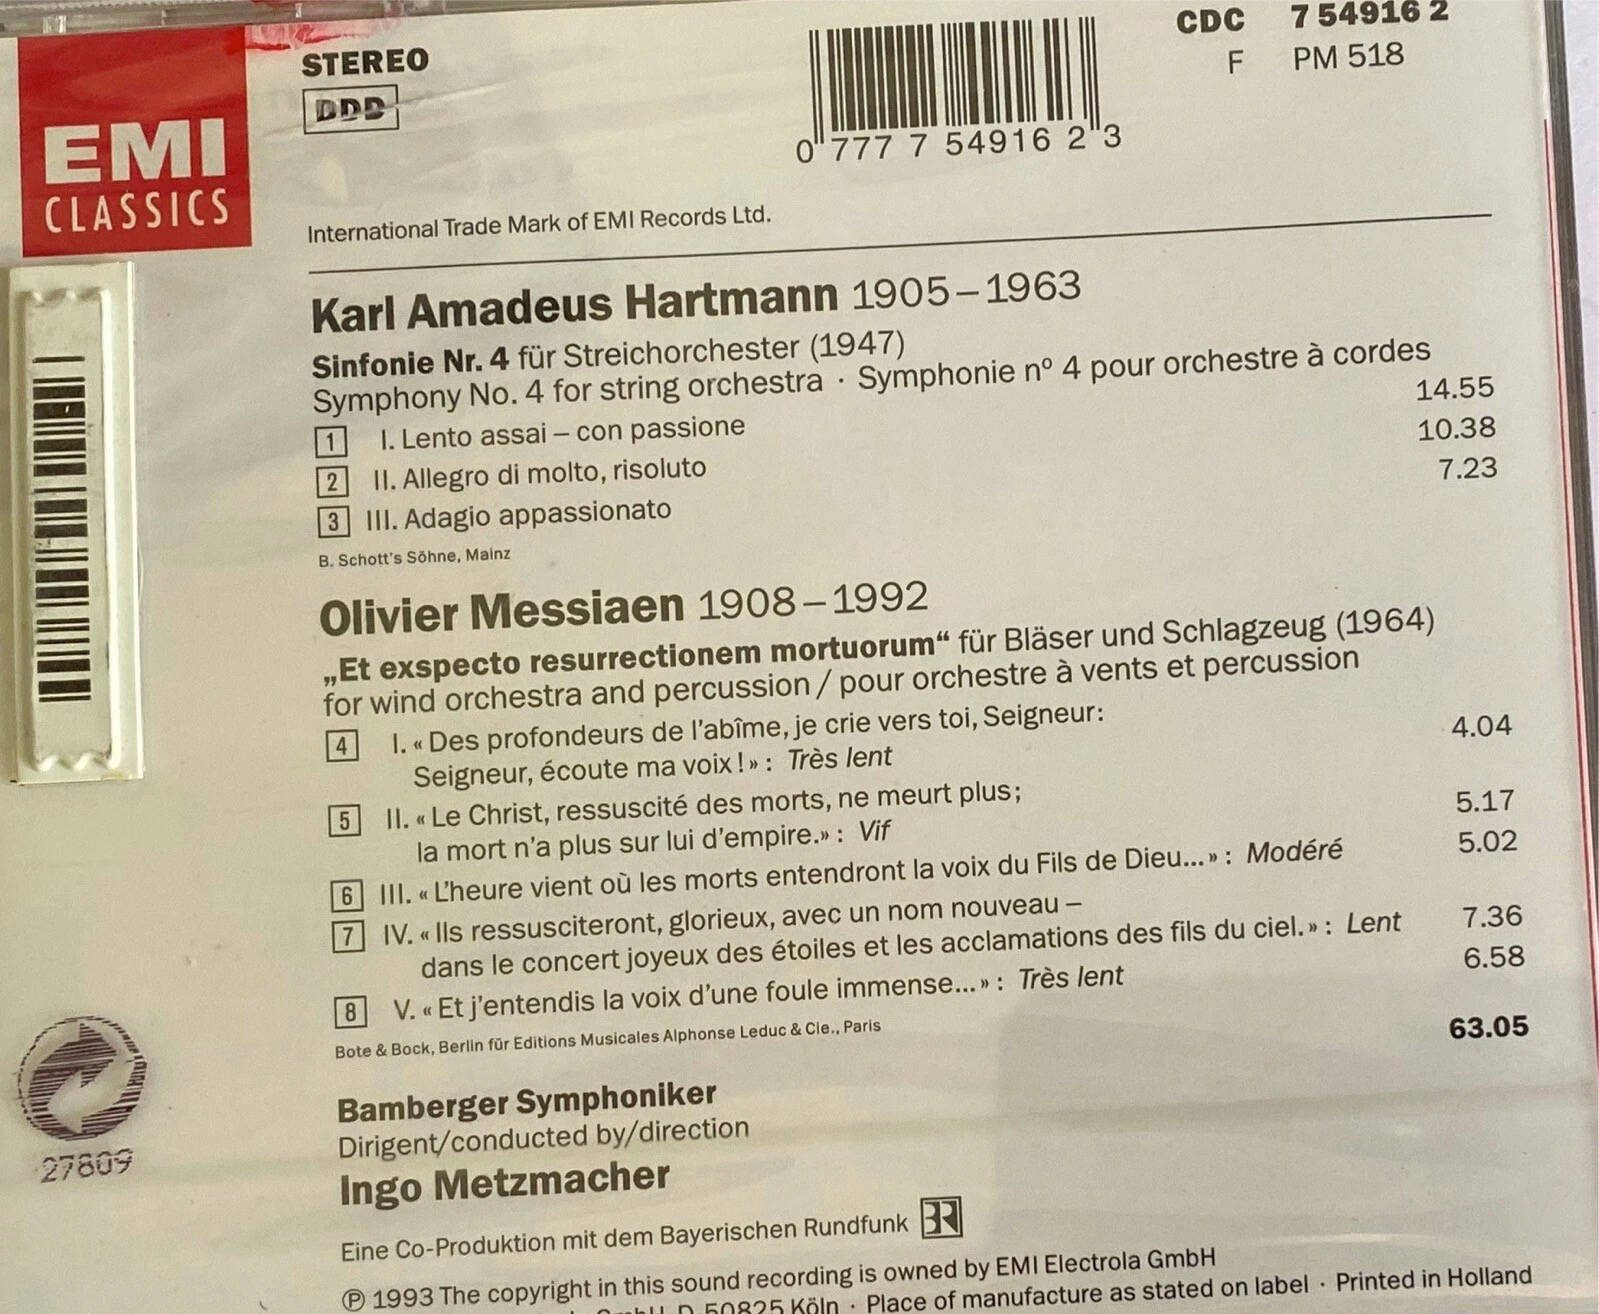 EMI
CLASSICS
STEREO
DDD
0 777 7 54916 2 3
CDC 7 54916 2
F PM 518
International Trade Mark of EMI Records Ltd.
Karl Amadeus Hartmann 1905–1963
Sinfonie Nr. 4 für Streichorchester (1947)
Symphony No. 4 for string orchestra · Symphonie nº 4 pour orchestre à cordes
1 I. Lento assai – con passione 14.55
2 II. Allegro di molto, risoluto 10.38
3 III. Adagio appassionato 7.23
B. Schott's Söhne, Mainz
Olivier Messiaen 1908–1992
„Et exspecto resurrectionem mortuorum“ für Bläser und Schlagzeug (1964)
for wind orchestra and percussion / pour orchestre à vents et percussion
4 I. « Des profondeurs de l'abîme, je crie vers toi, Seigneur: 4.04
Seigneur, écoute ma voix ! » : Très lent
5 II. « Le Christ, ressuscité des morts, ne meurt plus; 5.17
la mort n'a plus sur lui d'empire. » : Vif
6 III. « L'heure vient où les morts entendront la voix du Fils de Dieu... » : Modéré 5.02
7 IV. « Ils ressusciteront, glorieux, avec un nom nouveau –
dans le concert joyeux des étoiles et les acclamations des fils du ciel. » : Lent 7.36
8 V. « Et j'entendis la voix d'une foule immense... » : Très lent 6.58
Bote & Bock, Berlin für Editions Musicales Alphonse Leduc & Cie., Paris
63.05
Bamberger Symphoniker
Dirigent/conducted by/direction
Ingo Metzmacher
Eine Co-Produktion mit dem Bayerischen Rundfunk BR
℗ 1993 The copyright in this sound recording is owned by EMI Electrola GmbH
D 50825 Köln · Place of manufacture as stated on label · Printed in Holland
27809